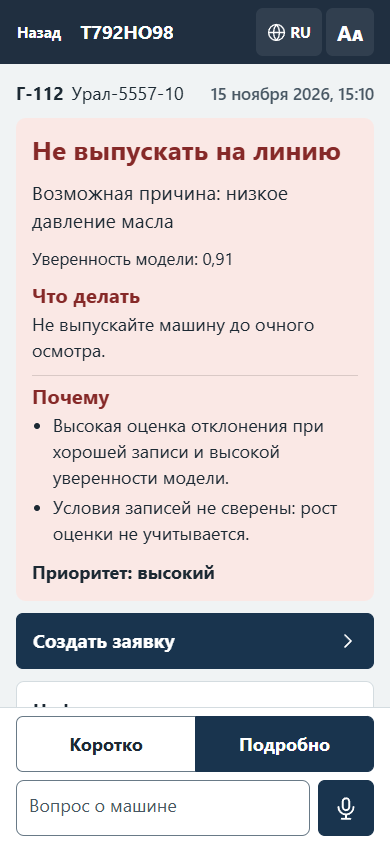 Назад T792HO98 RU Aᴀ
Г-112 Урал-5557-10 15 ноября 2026, 15:10
Не выпускать на линию
Возможная причина: низкое
давление масла
Уверенность модели: 0,91
Что делать
Не выпускайте машину до очного
осмотра.
Почему
• Высокая оценка отклонения при
хорошей записи и высокой
уверенности модели.
• Условия записей не сверены: рост
оценки не учитывается.
Приоритет: высокий
Создать заявку
Коротко Подробно
Вопрос о машине